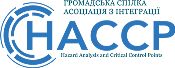 ГРОМАДСЬКА СПІЛКА
АСОЦІАЦІЯ З ІНТЕГРАЦІЇ
HACCP
Hazard Analysis and Critical Control Points